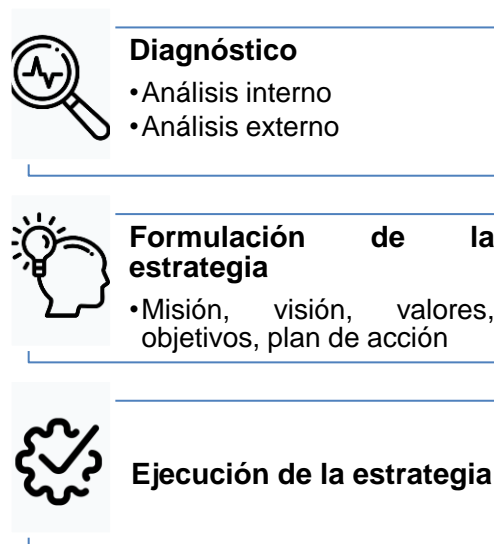 Diagnóstico
•Análisis interno
•Análisis externo
Formulación de la
estrategia
•Misión, visión, valores,
objetivos, plan de acción
Ejecución de la estrategia